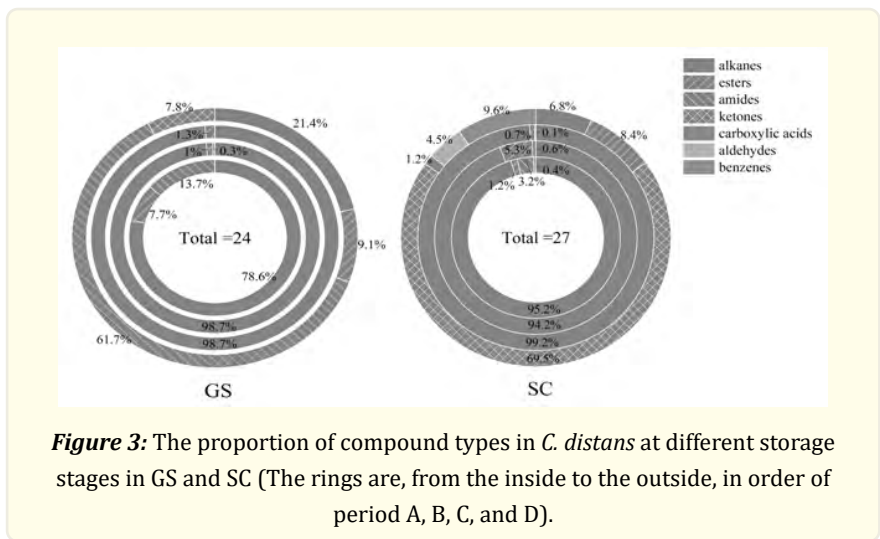 7.8%
21.4%
1.3%
1% 0.3%
13.7%
7.7%
Total =24
9.1%
78.6%
61.7%
98.7%
98.7%
GS
9.6% 6.8%
4.5% 0.7% 0.1% 8.4%
1.2% 5.3% 0.6%
0.4%
1.2% 3.2%
Total =27
95.2%
94.2%
99.2%
69.5%
SC
alkanes
esters
amides
ketones
carboxylic acids
aldehydes
benzenes
Figure 3: The proportion of compound types in C. distans at different storage
stages in GS and SC (The rings are, from the inside to the outside, in order of
period A, B, C, and D).